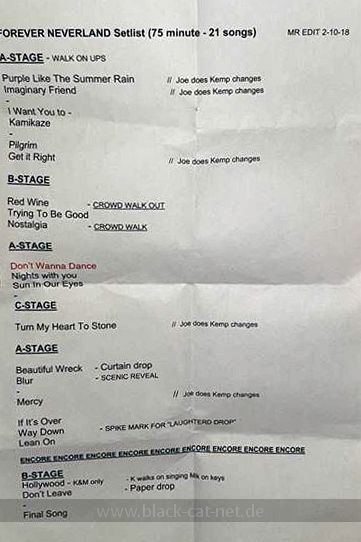 FOREVER NEVERLAND Setlist (75 minute - 21 songs) MR EDIT 2-10-18
A-STAGE - WALK ON UPS
Purple Like The Summer Rain // Joe does Kemp changes
Imaginary Friend // Joe does Kemp changes
-
I Want You to -
Kamikaze
-
Pilgrim
Get it Right // Joe does Kemp changes
B-STAGE
Red Wine - CROWD WALK OUT
Trying To Be Good
Nostalgia - CROWD WALK
A-STAGE
Don't Wanna Dance
Nights with you
Sun In Our Eyes
-
C-STAGE
Turn My Heart To Stone // Joe does Kemp changes
A-STAGE
Beautiful Wreck - Curtain drop
Blur - SCENIC REVEAL
-
Mercy // Joe does Kemp changes
If It's Over
Way Down - SPIKE MARK FOR "LAUGHTERD DROP"
Lean On
ENCORE ENCORE ENCORE ENCORE ENCORE ENCORE ENCORE ENCORE ENCORE
B-STAGE
Hollywood - K&M only - K walks on singing Mk on keys
Don't Leave - Paper drop
-
Final Song
www.black-cat-net.de